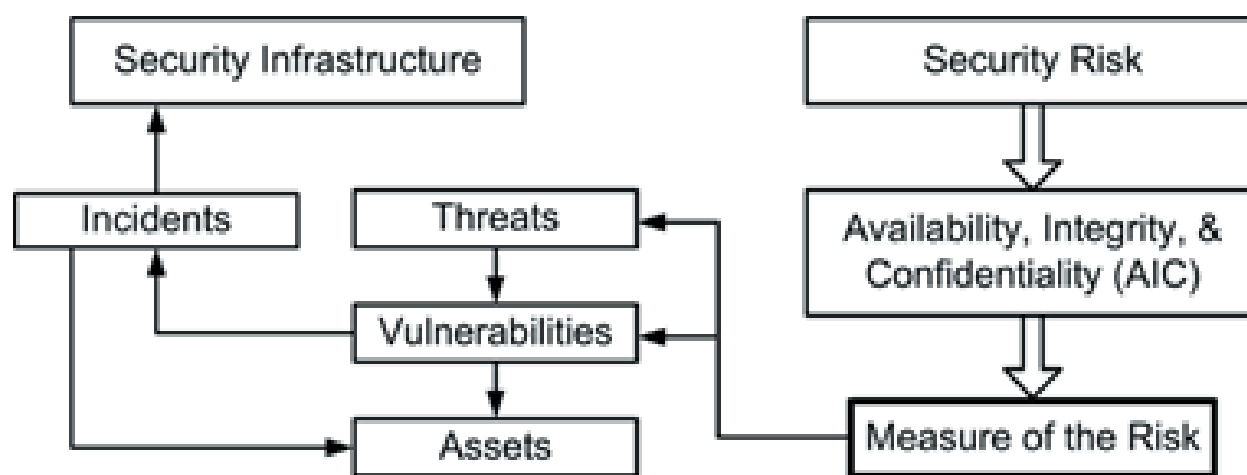 Security Infrastructure
Security Risk
Incidents
Threats
Availability, Integrity, &
Confidentiality (AIC)
Vulnerabilities
Assets
Measure of the Risk